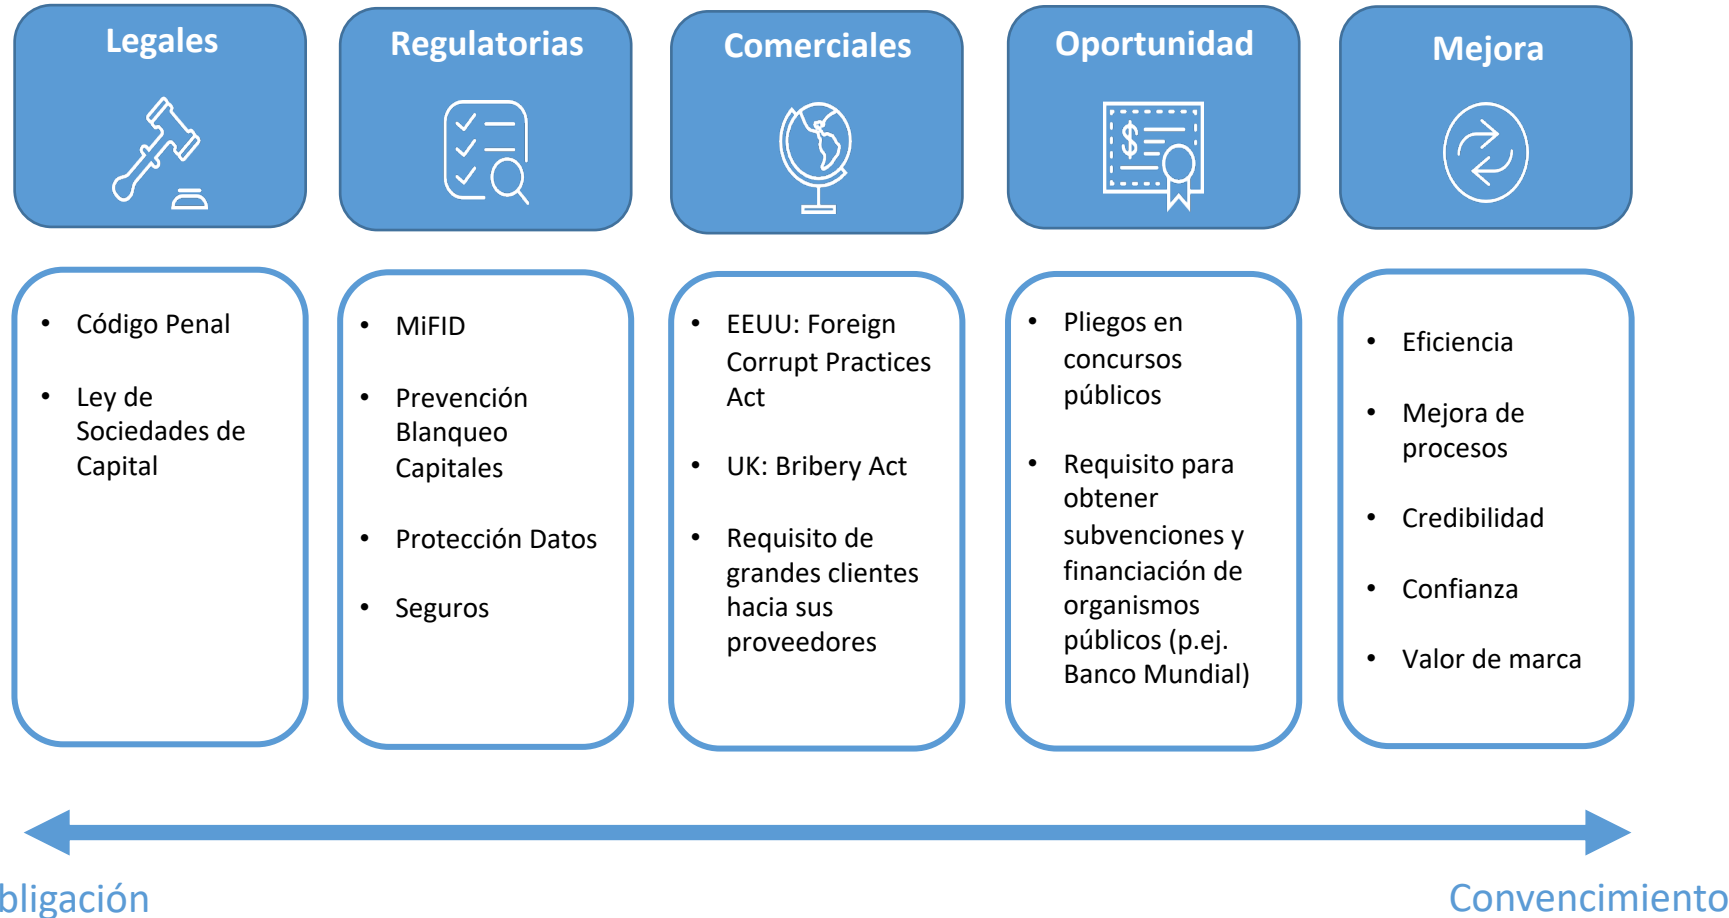 Legales
• Código Penal
• Ley de
Sociedades de
Capital
Regulatorias
• MiFID
• Prevención
Blanqueo
Capitales
• Protección Datos
• Seguros
Comerciales
• EEUU: Foreign
Corrupt Practices
Act
• UK: Bribery Act
• Requisito de
grandes clientes
hacia sus
proveedores
Oportunidad
$
• Pliegos en
concursos
públicos
• Requisito para
obtener
subvenciones y
financiación de
organismos
públicos (p.ej.
Banco Mundial)
Mejora
• Eficiencia
• Mejora de
procesos
• Credibilidad
• Confianza
• Valor de marca
bligación
Convencimiento